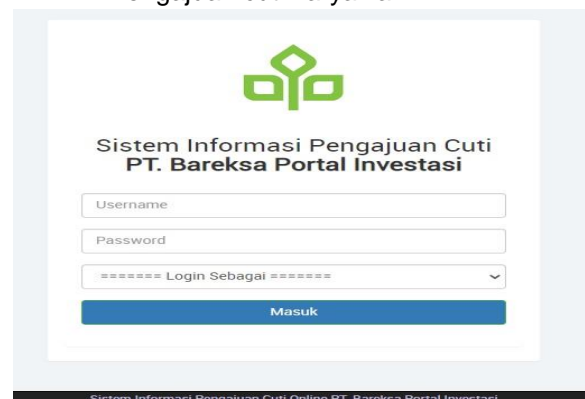 Sistem Informasi Pengajuan Cuti
PT. Bareksa Portal Investasi
Username
Password
======= Login Sebagai =======
Masuk
Sistem Informasi Pengajuan Cuti Online PT. Bareksa Portal Investasi